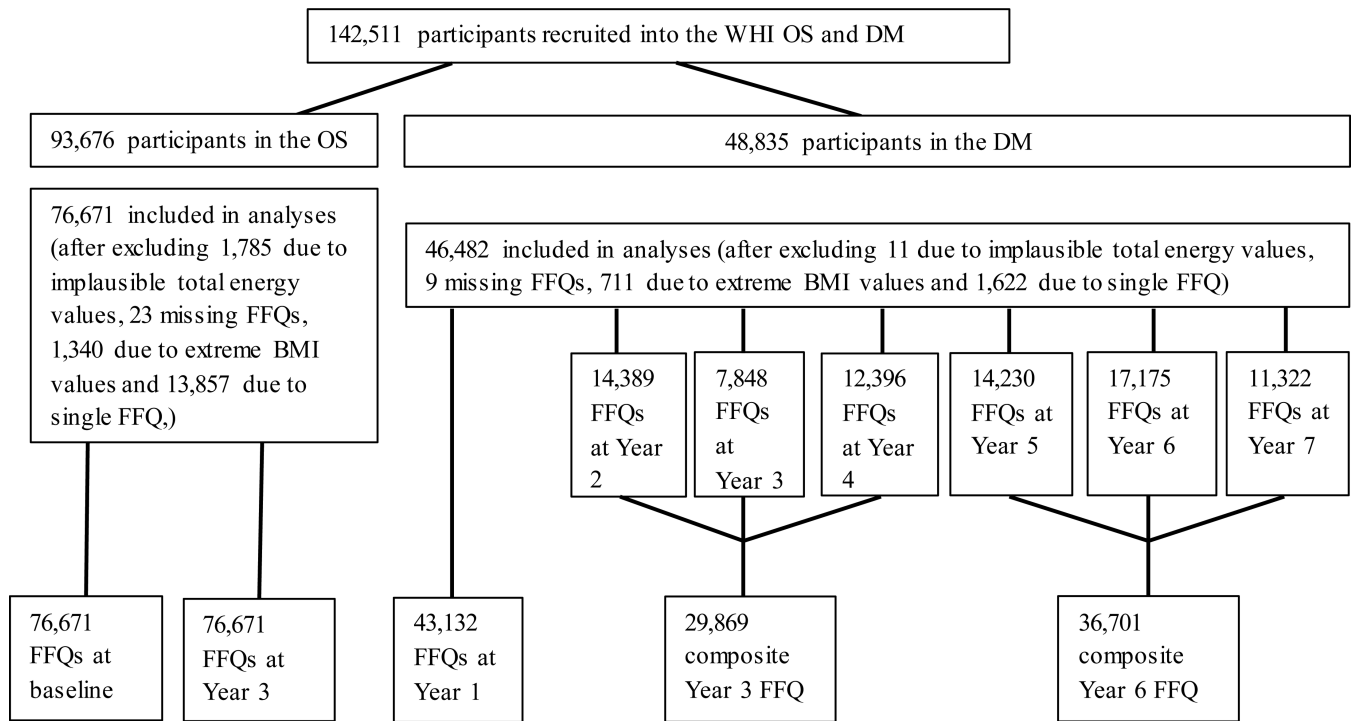 142,511 participants recruited into the WHI OS and DM
93,676 participants in the OS
48,835 participants in the DM
76,671 included in analyses
(after excluding 1,785 due to
implausible total energy
values, 23 missing FFQs,
1,340 due to extreme BMI
values and 13,857 due to
single FFQ,)
46,482 included in analyses (after excluding 11 due to implausible total energy values,
9 missing FFQs, 711 due to extreme BMI values and 1,622 due to single FFQ)
14,389
FFQs
at Year
2
7,848
FFQs
at
Year 3
12,396
FFQs
at Year
4
14,230
FFQs at
Year 5
17,175
FFQs at
Year 6
11,322
FFQs at
Year 7
76,671
FFQs at
baseline
76,671
FFQs at
Year 3
43,132
FFQs at
Year 1
29,869
composite
Year 3 FFQ
36,701
composite
Year 6 FFQ